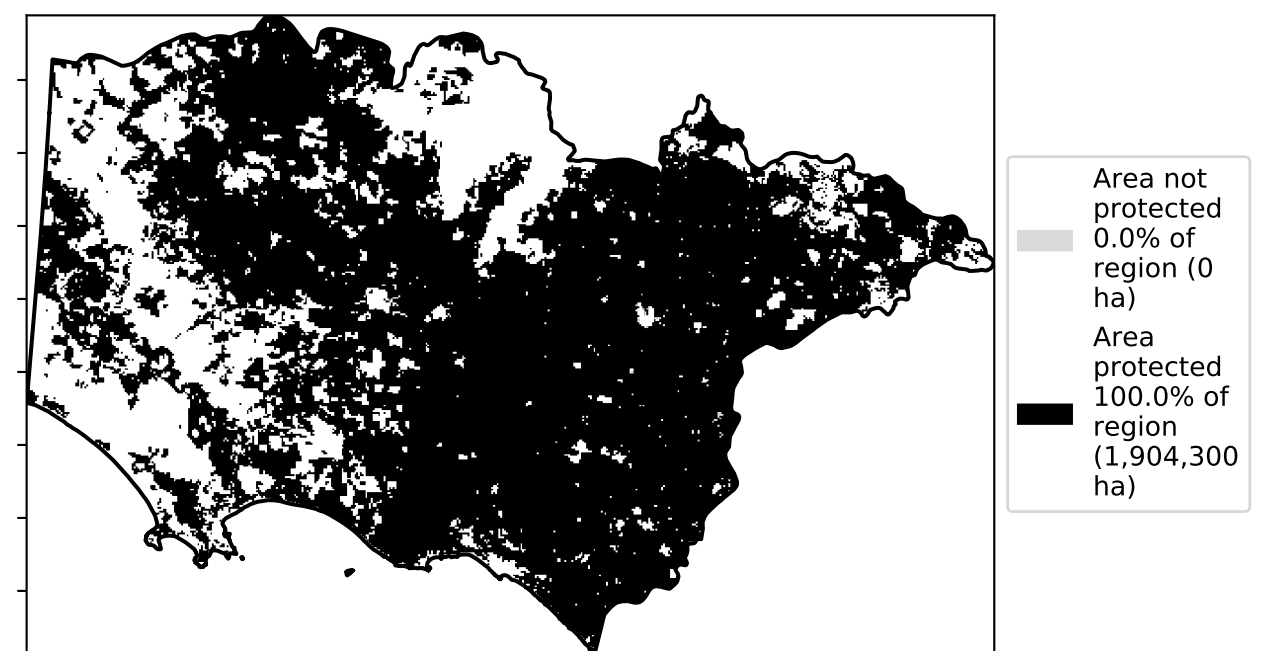 Area not
protected
0.0% of
region (0
ha)
Area
protected
100.0% of
region
(1,904,300
ha)